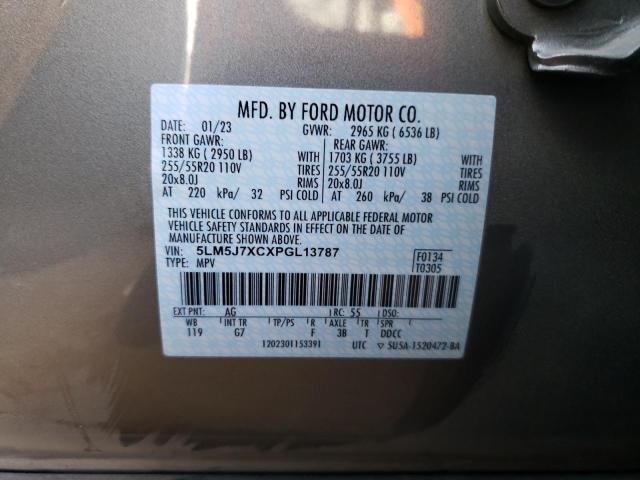 MFD. BY FORD MOTOR CO.
DATE: 01/23 GVWR: 2965 KG ( 6536 LB)
FRONT GAWR: REAR GAWR:
1338 KG ( 2950 LB) WITH 1703 KG ( 3755 LB) WITH
255/55R20 110V TIRES 255/55R20 110V TIRES
20x8.0J RIMS 20x8.0J RIMS
AT 220 kPa/ 32 PSI COLD AT 260 kPa/ 38 PSI COLD
THIS VEHICLE CONFORMS TO ALL APPLICABLE FEDERAL MOTOR
VEHICLE SAFETY STANDARDS IN EFFECT ON THE DATE OF
MANUFACTURE SHOWN ABOVE.
VIN: 5LM5J7XCXPGL13787 F0134
TYPE: MPV T0305
EXT PNT: AG RC: 55 DSO:
WB INT TR TP/PS R AXLE TR SPR
119 G7 F 3B T DDCC
1202301153391 UTC ▽ SU5A-1520472-BA